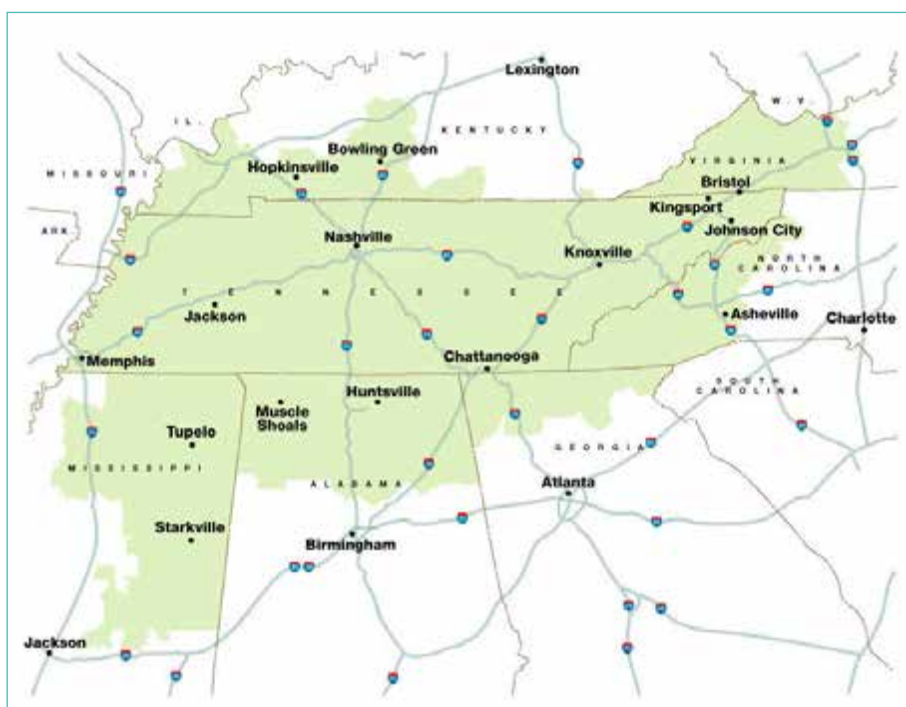 Lexington
W. V.
IL.
KENTUCKY
Bowling Green
Hopkinsville
VIRGINIA
MISSOURI
Bristol
Kingsport
ARK.
Johnson City
Nashville
Knoxville
NORTH
CAROLINA
TENNESSEE
Jackson
Asheville
Charlotte
Memphis
Chattanooga
SOUTH
CAROLINA
Huntsville
Muscle
Shoals
Tupelo
GEORGIA
MISSISSIPPI
ALABAMA
Atlanta
Starkville
Birmingham
Jackson